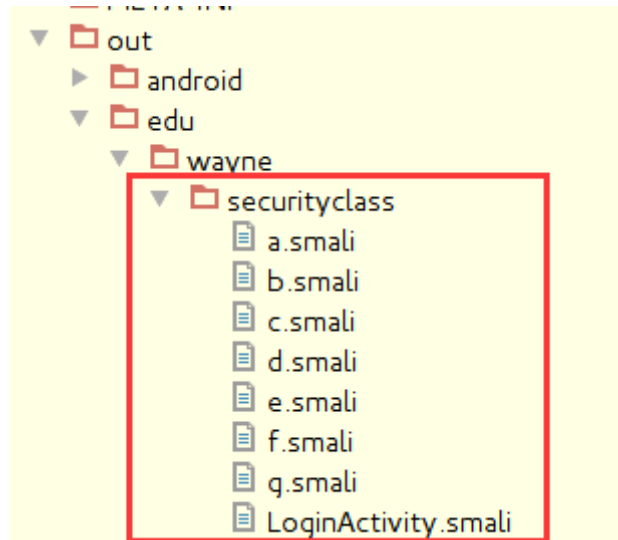 out
android
edu
wayne
securityclass
a.smali
b.smali
c.smali
d.smali
e.smali
f.smali
g.smali
LoginActivity.smali